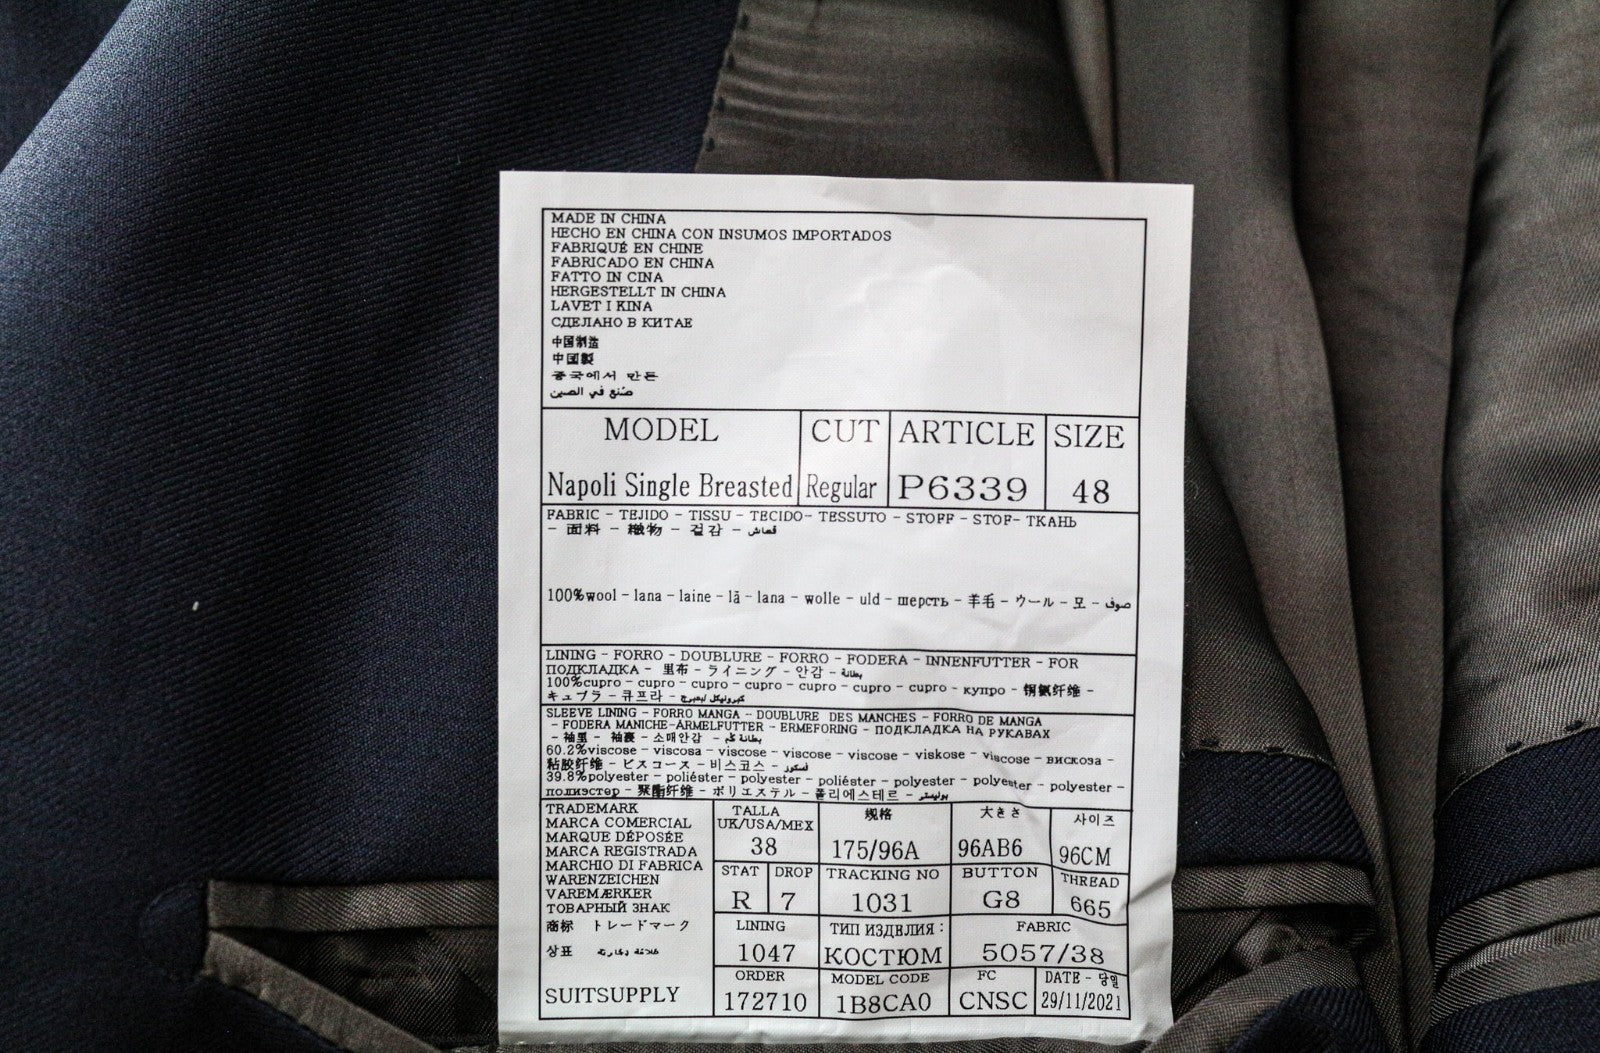 MADE IN CHINA
HECHO EN CHINA CON INSUMOS IMPORTADOS
FABRIQUÉ EN CHINE
FABRICADO EN CHINA
FATTO IN CINA
HERGESTELLT IN CHINA
LAVET I KINA
СДЕЛАНО В КИТАЕ
中国制造
中国製
중국에서 만든
صنع في الصين
MODEL CUT ARTICLE SIZE
Napoli Single Breasted Regular P6339 48
FABRIC - TEJIDO - TISSU - TECIDO- TESSUTO - STOFF - STOF- ТКАНЬ
- 面料 - 織物 - 겉감 - قماش
100%wool - lana - laine - lã - lana - wolle - uld - шерсть - 羊毛 - ウール - 모 - صوف
LINING - FORRO - DOUBLURE - FORRO - FODERA - INNENFUTTER - FOR
ПОДКЛАДКА - 里布 - ライニング - 안감 - بطانة
100%cupro - cupro - cupro - cupro - cupro - cupro - cupro - купро - 铜氨纤维 -
キュプラ - 큐프라 -
SLEEVE LINING - FORRO MANGA - DOUBLURE DES MANCHES - FORRO DE MANGA
- FODERA MANICHE-ARMELFUTTER - ERMEFORING - ПОДКЛАДКА НА РУКАВАХ
- 袖里 - 袖裏 - 소매안감 - بطانة كم
60.2%viscose - viscosa - viscose - viscose - viscose - viskose - viscose - вискоза -
粘胶纤维 - ビスコース - 비스코스 - فسكوز
39.8%polyester - poliéster - polyester - poliéster - polyester - polyester - polyester -
полиэстер - 聚酯纤维 - ポリエステル - 폴리에스테르 - بوليستر
TRADEMARK
MARCA COMERCIAL
MARQUE DÉPOSÉE
MARCA REGISTRADA
MARCHIO DI FABRICA
WARENZEICHEN
VAREMÆRKER
ТОВАРНЫЙ ЗНАК
商标 トレードマーク
상표
SUITSUPPLY
TALLA 规格 大きさ 사이즈
UK/USA/MEX
38 175/96A 96AB6 96CM
STAT DROP TRACKING NO BUTTON THREAD
R 7 1031 G8 665
LINING ТИП ИЗДЕЛИЯ: FABRIC
1047 КОСТЮМ 5057/38
ORDER MODEL CODE FC DATE - 당일
172710 1B8CA0 CNSC 29/11/2021